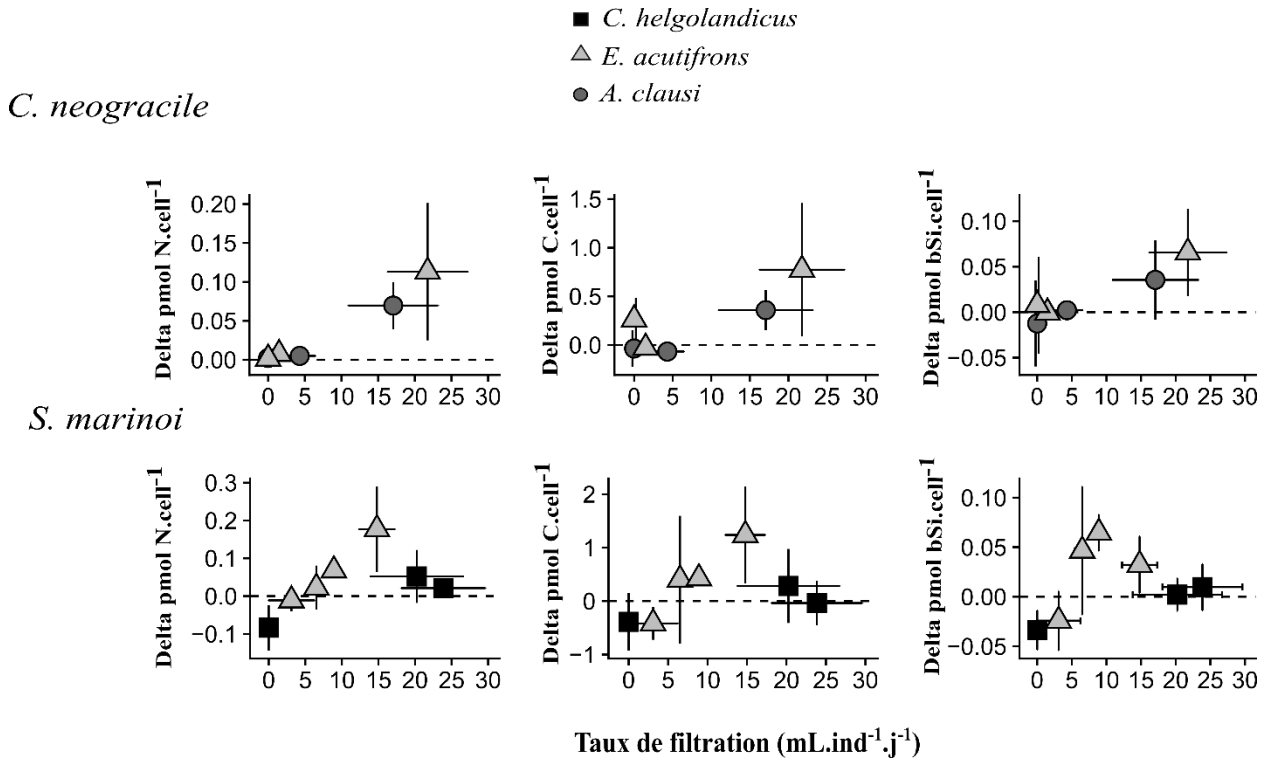 C. helgolandicus
E. acutifrons
A. clausi
C. neogracile
Delta pmol N.cell-1
0.20
0.15
0.10
0.05
0.00
0 5 10 15 20 25 30
Delta pmol C.cell-1
1.5
1.0
0.5
0.0
0 5 10 15 20 25 30
Delta pmol bSi.cell-1
0.10
0.05
0.00
−0.05
0 5 10 15 20 25 30
S. marinoi
Delta pmol N.cell-1
0.3
0.2
0.1
0.0
−0.1
0 5 10 15 20 25 30
Delta pmol C.cell-1
2
1
0
−1
0 5 10 15 20 25 30
Delta pmol bSi.cell-1
0.10
0.05
0.00
−0.05
0 5 10 15 20 25 30
Taux de filtration (mL.ind-1.j-1)